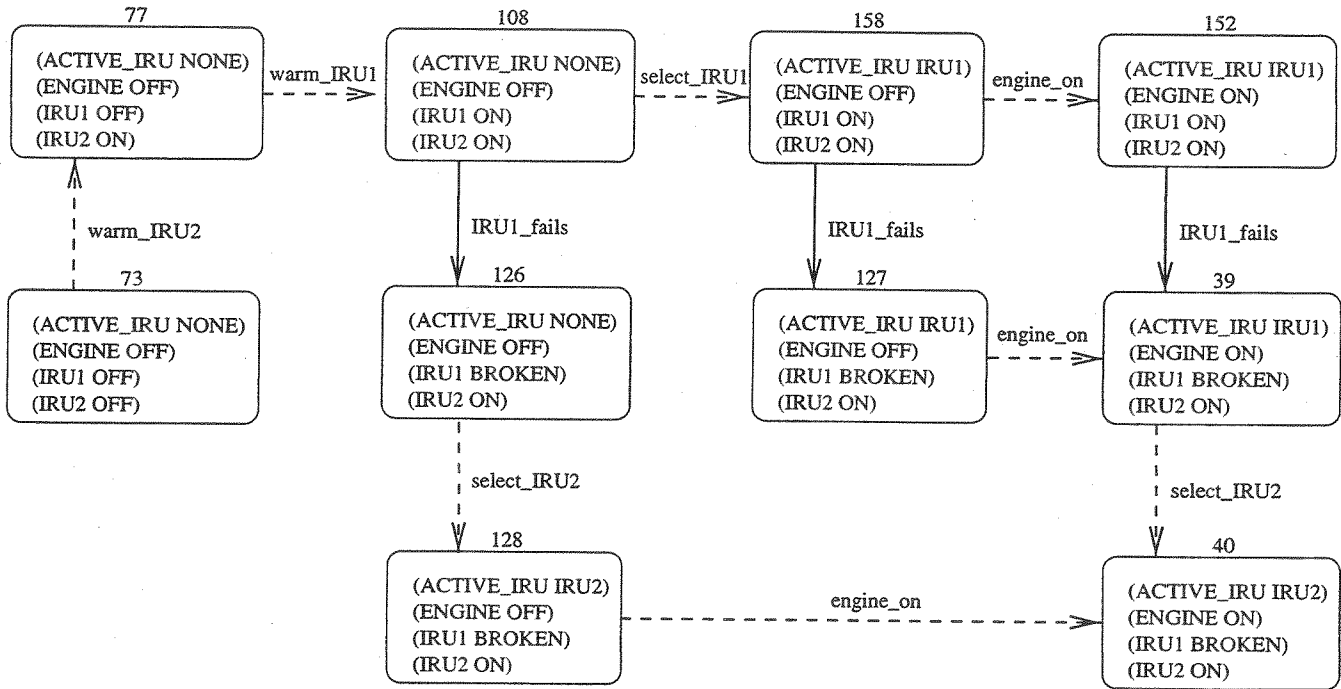 77
(ACTIVE_IRU NONE)
(ENGINE OFF)
(IRU1 OFF)
(IRU2 ON)
warm_IRU1
108
(ACTIVE_IRU NONE)
(ENGINE OFF)
(IRU1 ON)
(IRU2 ON)
select_IRU1
158
(ACTIVE_IRU IRU1)
(ENGINE OFF)
(IRU1 ON)
(IRU2 ON)
engine_on
152
(ACTIVE_IRU IRU1)
(ENGINE ON)
(IRU1 ON)
(IRU2 ON)
warm_IRU2
IRU1_fails
IRU1_fails
IRU1_fails
73
(ACTIVE_IRU NONE)
(ENGINE OFF)
(IRU1 OFF)
(IRU2 OFF)
126
(ACTIVE_IRU NONE)
(ENGINE OFF)
(IRU1 BROKEN)
(IRU2 ON)
127
(ACTIVE_IRU IRU1)
(ENGINE OFF)
(IRU1 BROKEN)
(IRU2 ON)
engine_on
39
(ACTIVE_IRU IRU1)
(ENGINE ON)
(IRU1 BROKEN)
(IRU2 ON)
select_IRU2
select_IRU2
128
(ACTIVE_IRU IRU2)
(ENGINE OFF)
(IRU1 BROKEN)
(IRU2 ON)
engine_on
40
(ACTIVE_IRU IRU2)
(ENGINE ON)
(IRU1 BROKEN)
(IRU2 ON)